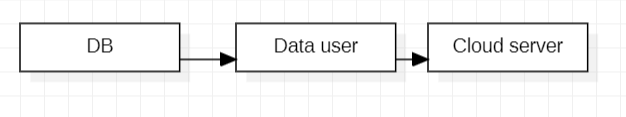 DB
Data user
Cloud server